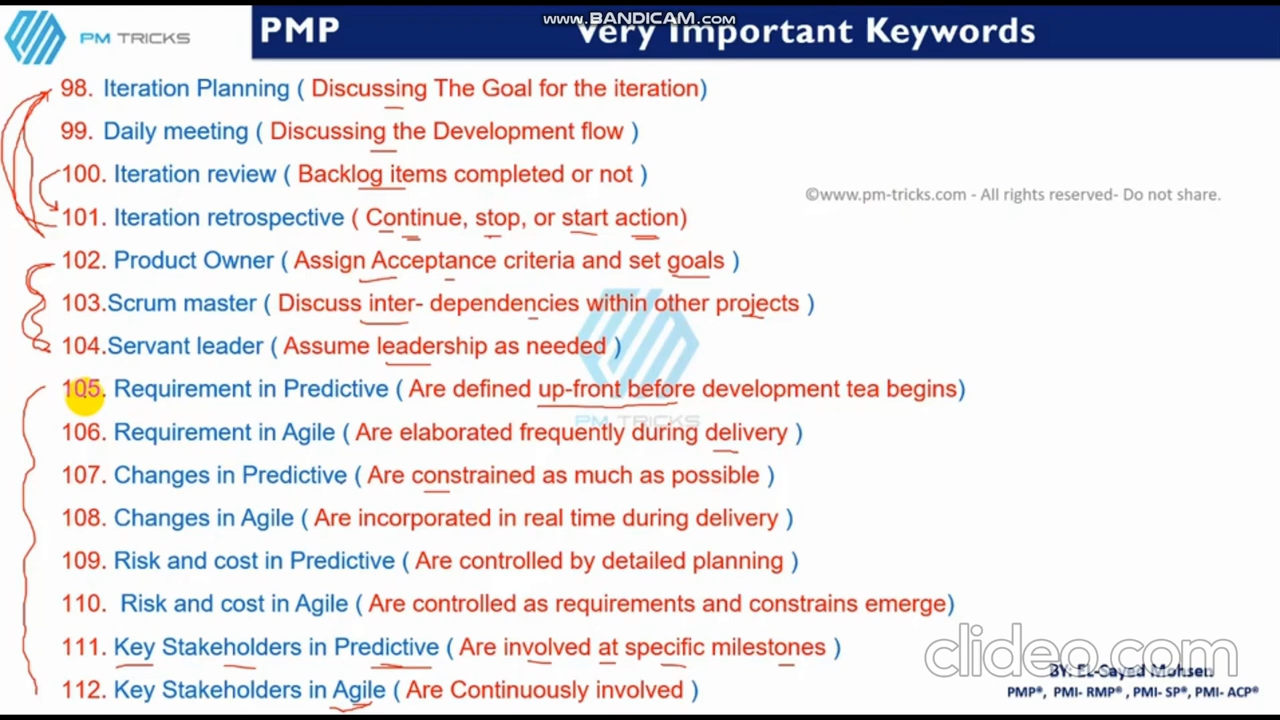 www.BANDICAM.com
PM TRICKS
PMP
Very Important Keywords
98. Iteration Planning ( Discussing The Goal for the iteration)
99. Daily meeting ( Discussing the Development flow )
100. Iteration review ( Backlog items completed or not )
©www.pm-tricks.com - All rights reserved- Do not share.
101. Iteration retrospective ( Continue, stop, or start action)
102. Product Owner ( Assign Acceptance criteria and set goals )
103.Scrum master ( Discuss inter- dependencies within other projects )
104.Servant leader ( Assume leadership as needed )
105. Requirement in Predictive ( Are defined up-front before development tea begins)
PM TRICKS
106. Requirement in Agile ( Are elaborated frequently during delivery )
107. Changes in Predictive ( Are constrained as much as possible )
108. Changes in Agile ( Are incorporated in real time during delivery )
109. Risk and cost in Predictive ( Are controlled by detailed planning )
110. Risk and cost in Agile ( Are controlled as requirements and constrains emerge)
111. Key Stakeholders in Predictive ( Are involved at specific milestones )
112. Key Stakeholders in Agile ( Are Continuously involved )
clideo.com
BY: EL-Sayed Mohsen
PMP®, PMI- RMP® , PMI- SP®, PMI- ACP®